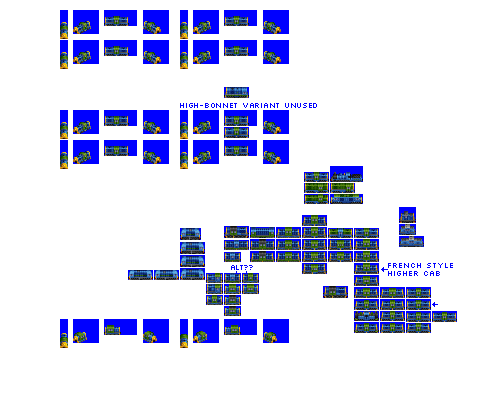 HIGH-BONNET VARIANT UNUSED
ALT??
FRENCH STYLE
HIGHER CAB